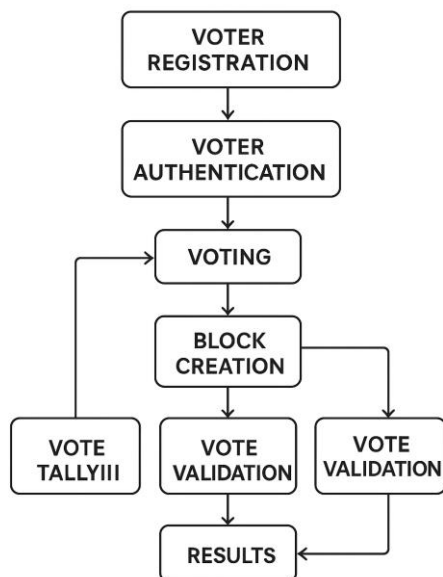 VOTER
REGISTRATION
VOTER
AUTHENTICATION
VOTING
BLOCK
CREATION
VOTE
TALLYIII
VOTE
VALIDATION
VOTE
VALIDATION
RESULTS